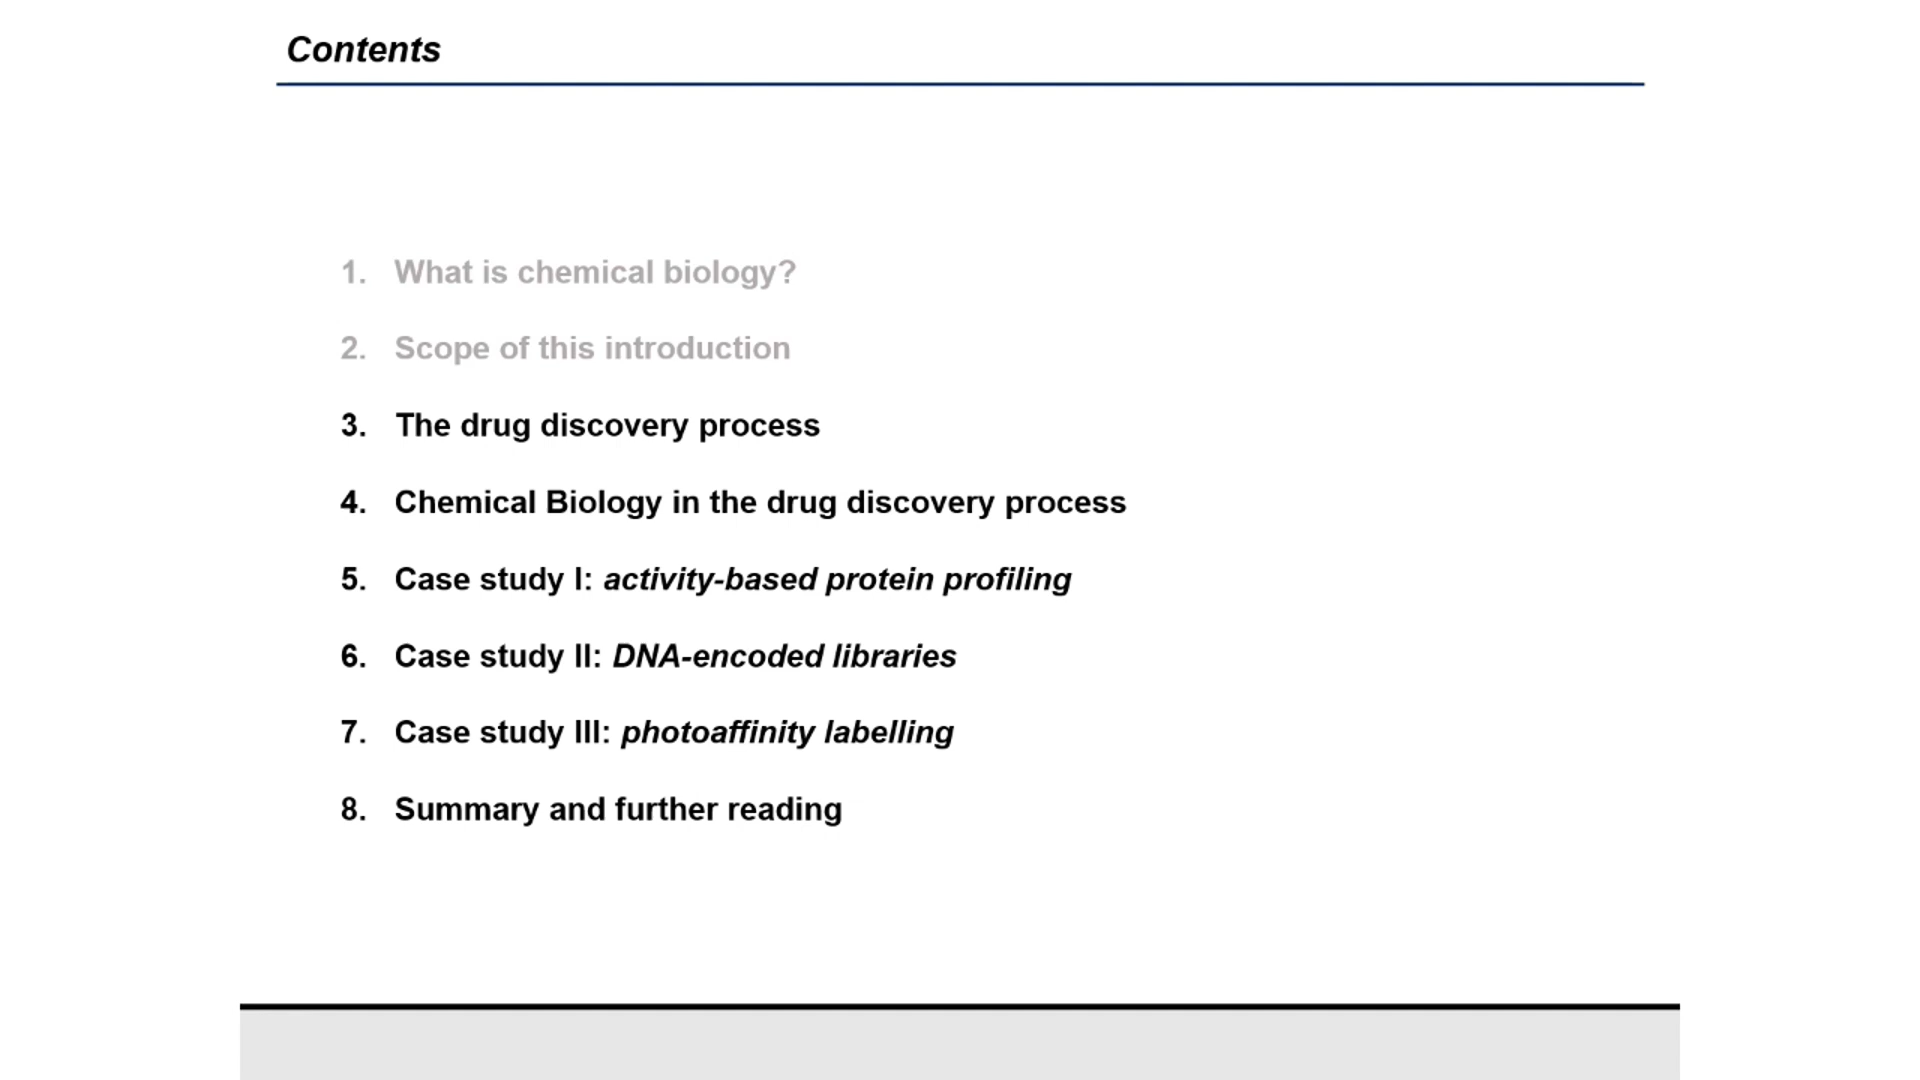 Contents
1. What is chemical biology?
2. Scope of this introduction
3. The drug discovery process
4. Chemical Biology in the drug discovery process
5. Case study I: activity-based protein profiling
6. Case study II: DNA-encoded libraries
7. Case study III: photoaffinity labelling
8. Summary and further reading